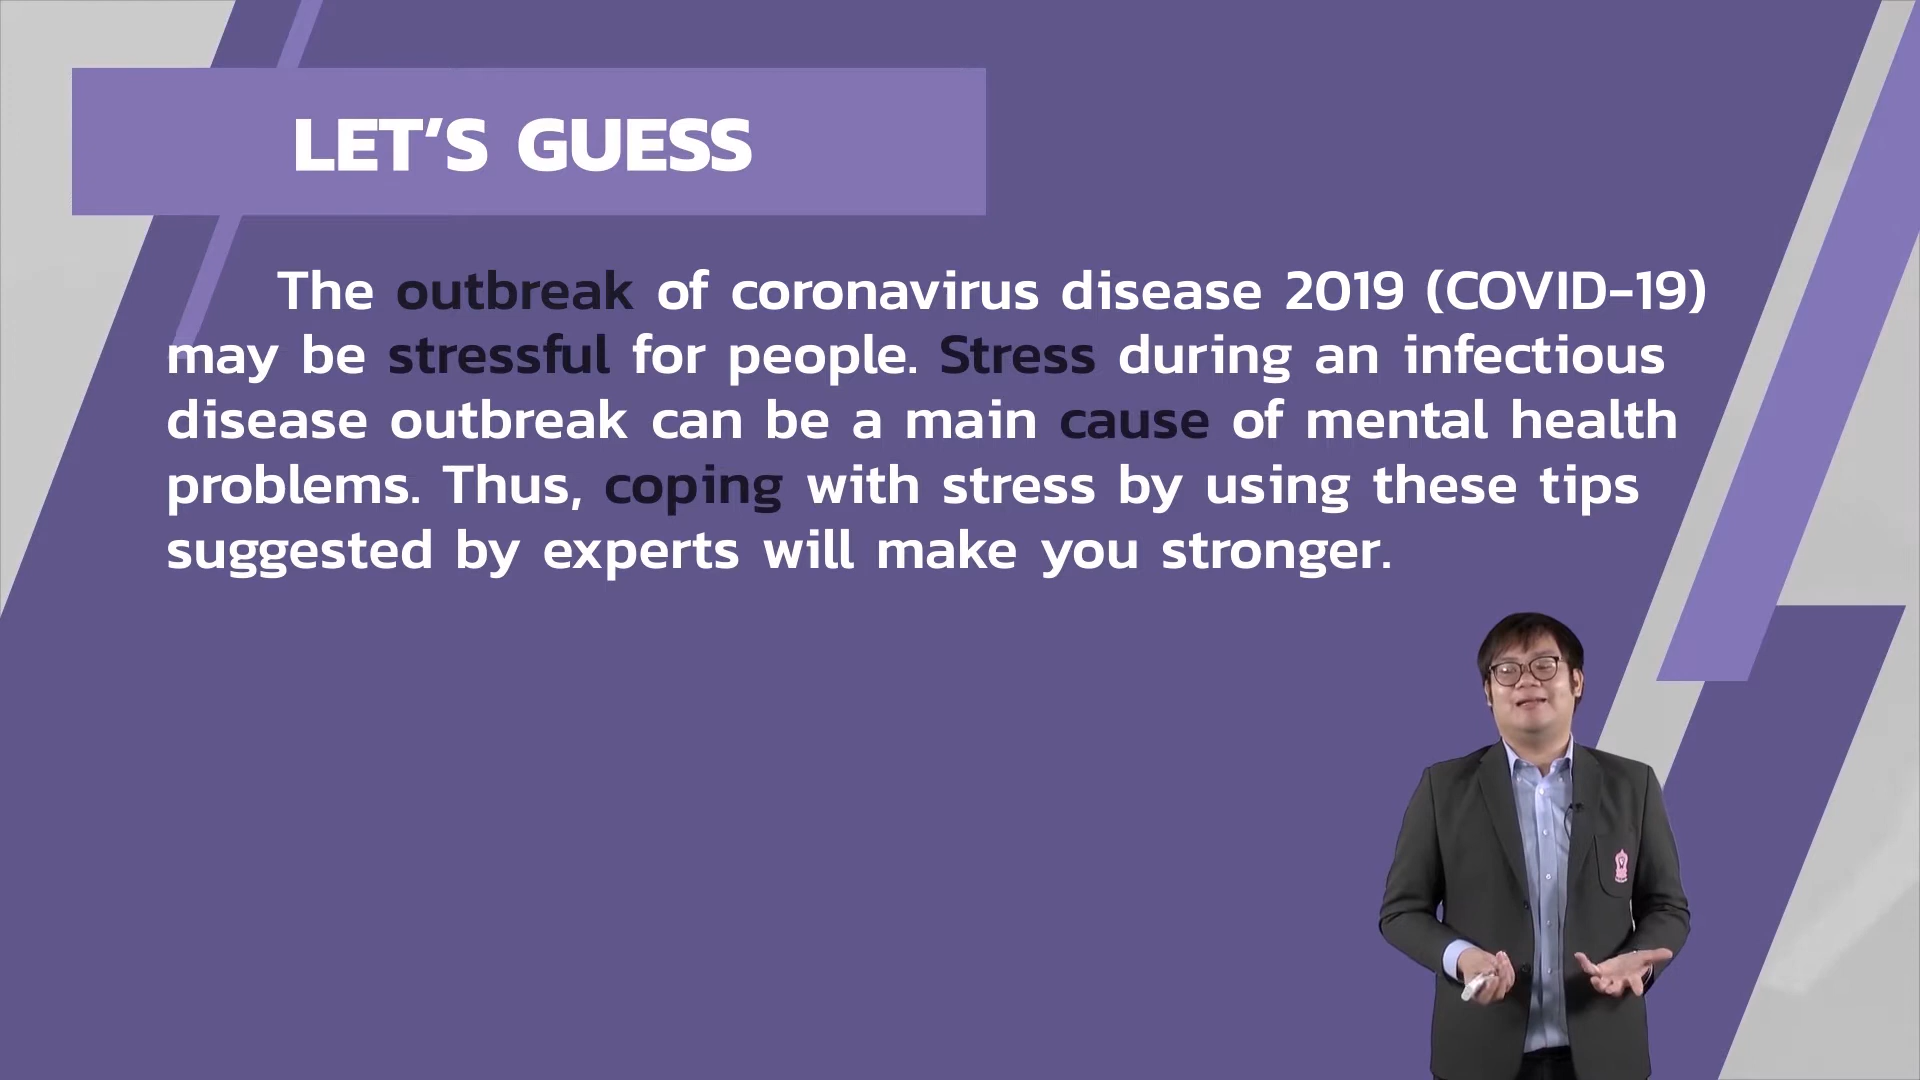 LET’S GUESS
The outbreak of coronavirus disease 2019 (COVID-19)
may be stressful for people. Stress during an infectious
disease outbreak can be a main cause of mental health
problems. Thus, coping with stress by using these tips
suggested by experts will make you stronger.